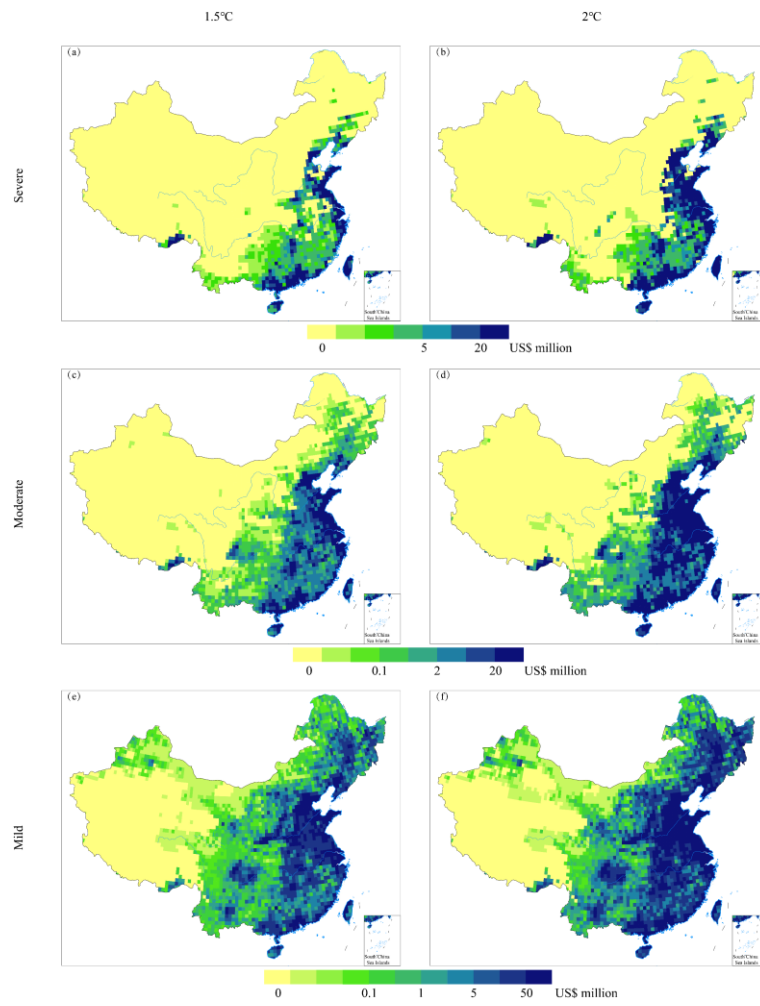 1.5℃ 2℃
(a) (b)
Severe
South China
Sea Islands
South China
Sea Islands
0 5 20 US$ million
(c) (d)
Moderate
South China
Sea Islands
South China
Sea Islands
0 0.1 2 20 US$ million
(e) (f)
Mild
South China
Sea Islands
South China
Sea Islands
0 0.1 1 5 50 US$ million